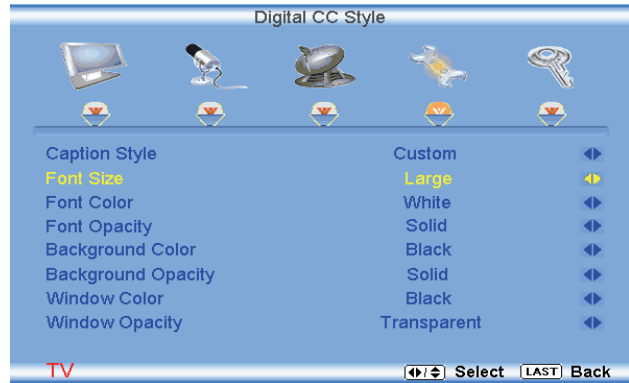 Digital CC Style
Caption Style Custom
Font Size Large
Font Color White
Font Opacity Solid
Background Color Black
Background Opacity Solid
Window Color Black
Window Opacity Transparent
TV Select LAST Back